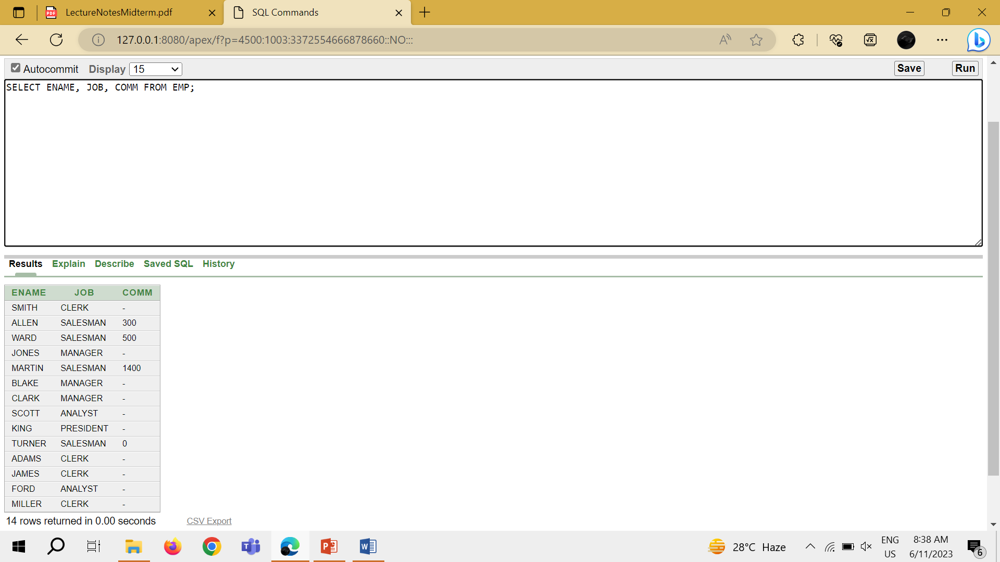 LectureNotesMidterm.pdf
SQL Commands
127.0.0.1:8080/apex/f?p=4500:1003:3372554666878660::NO:::
Autocommit Display 15 Save Run
SELECT ENAME, JOB, COMM FROM EMP;
Results Explain Describe Saved SQL History
ENAME JOB COMM
SMITH CLERK -
ALLEN SALESMAN 300
WARD SALESMAN 500
JONES MANAGER -
MARTIN SALESMAN 1400
BLAKE MANAGER -
CLARK MANAGER -
SCOTT ANALYST -
KING PRESIDENT -
TURNER SALESMAN 0
ADAMS CLERK -
JAMES CLERK -
FORD ANALYST -
MILLER CLERK -
14 rows returned in 0.00 seconds CSV Export
28°C Haze
ENG
US
8:38 AM
6/11/2023
6